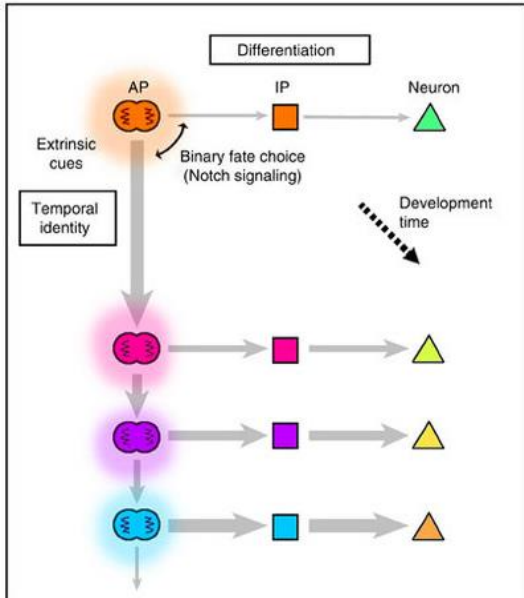 Differentiation
AP
IP
Neuron
Extrinsic
cues
Binary fate choice
(Notch signaling)
Temporal
identity
Development
time